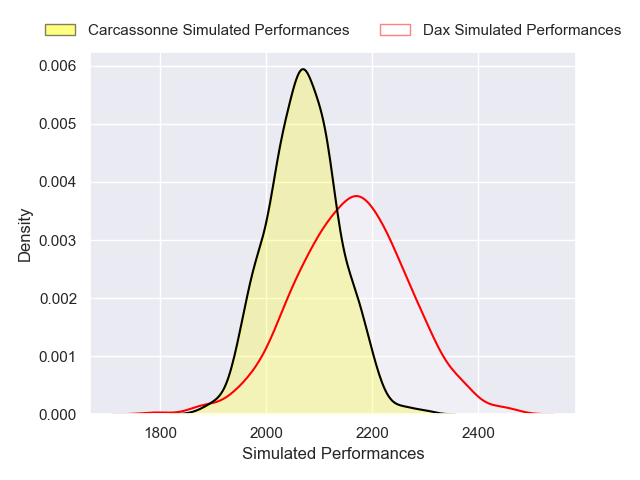 Carcassonne Simulated Performances
Dax Simulated Performances
0.006
0.005
0.004
0.003
0.002
0.001
0.000
Density
1800
2000
2200
2400
Simulated Performances